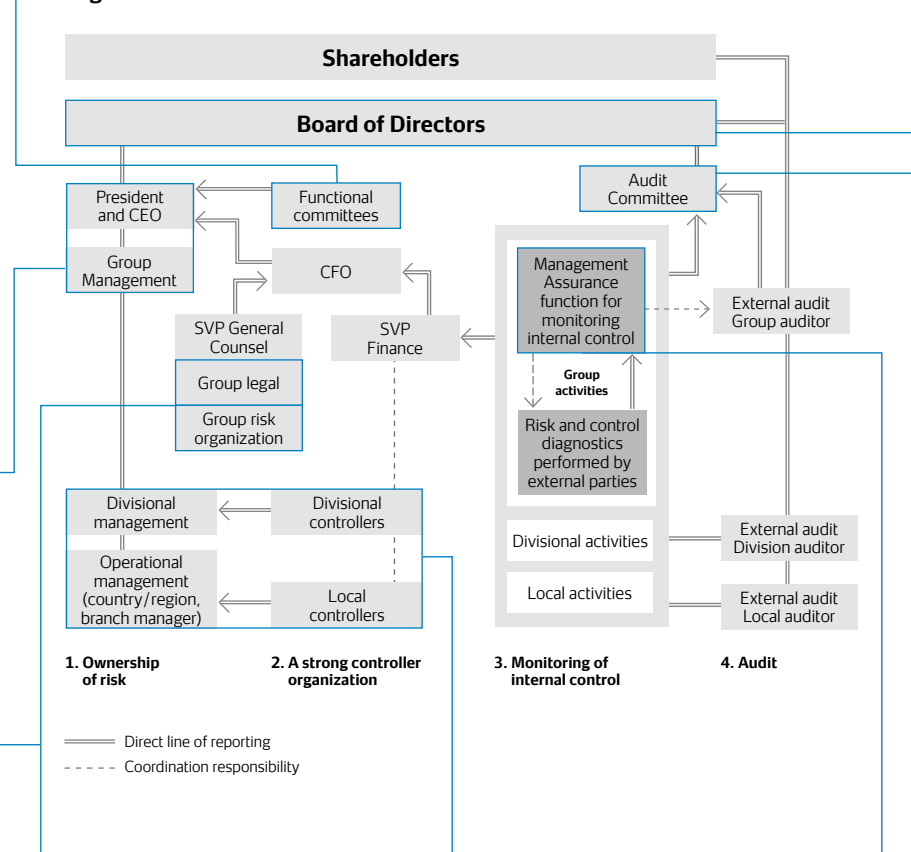 Shareholders
Board of Directors
President
and CEO
Functional
committees
Audit
Committee
Group
Management
CFO
Management
Assurance
function for
monitoring
internal control
External audit
Group auditor
SVP General
Counsel
SVP
Finance
Group legal
Group risk
organization
Group
activities
Risk and control
diagnostics
performed by
external parties
Divisional
management
Divisional
controllers
Divisional activities
External audit
Division auditor
Operational
management
(country/region,
branch manager)
Local
controllers
Local activities
External audit
Local auditor
1. Ownership
of risk
2. A strong controller
organization
3. Monitoring of
internal control
4. Audit
Direct line of reporting
Coordination responsibility